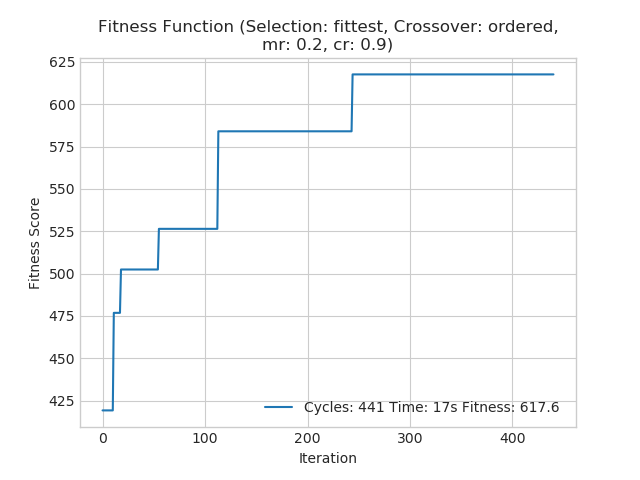 Fitness Function (Selection: fittest, Crossover: ordered,
mr: 0.2, cr: 0.9)
625
600
575
550
525
500
475
450
425
Fitness Score
Cycles: 441 Time: 17s Fitness: 617.6
0 100 200 300 400
Iteration